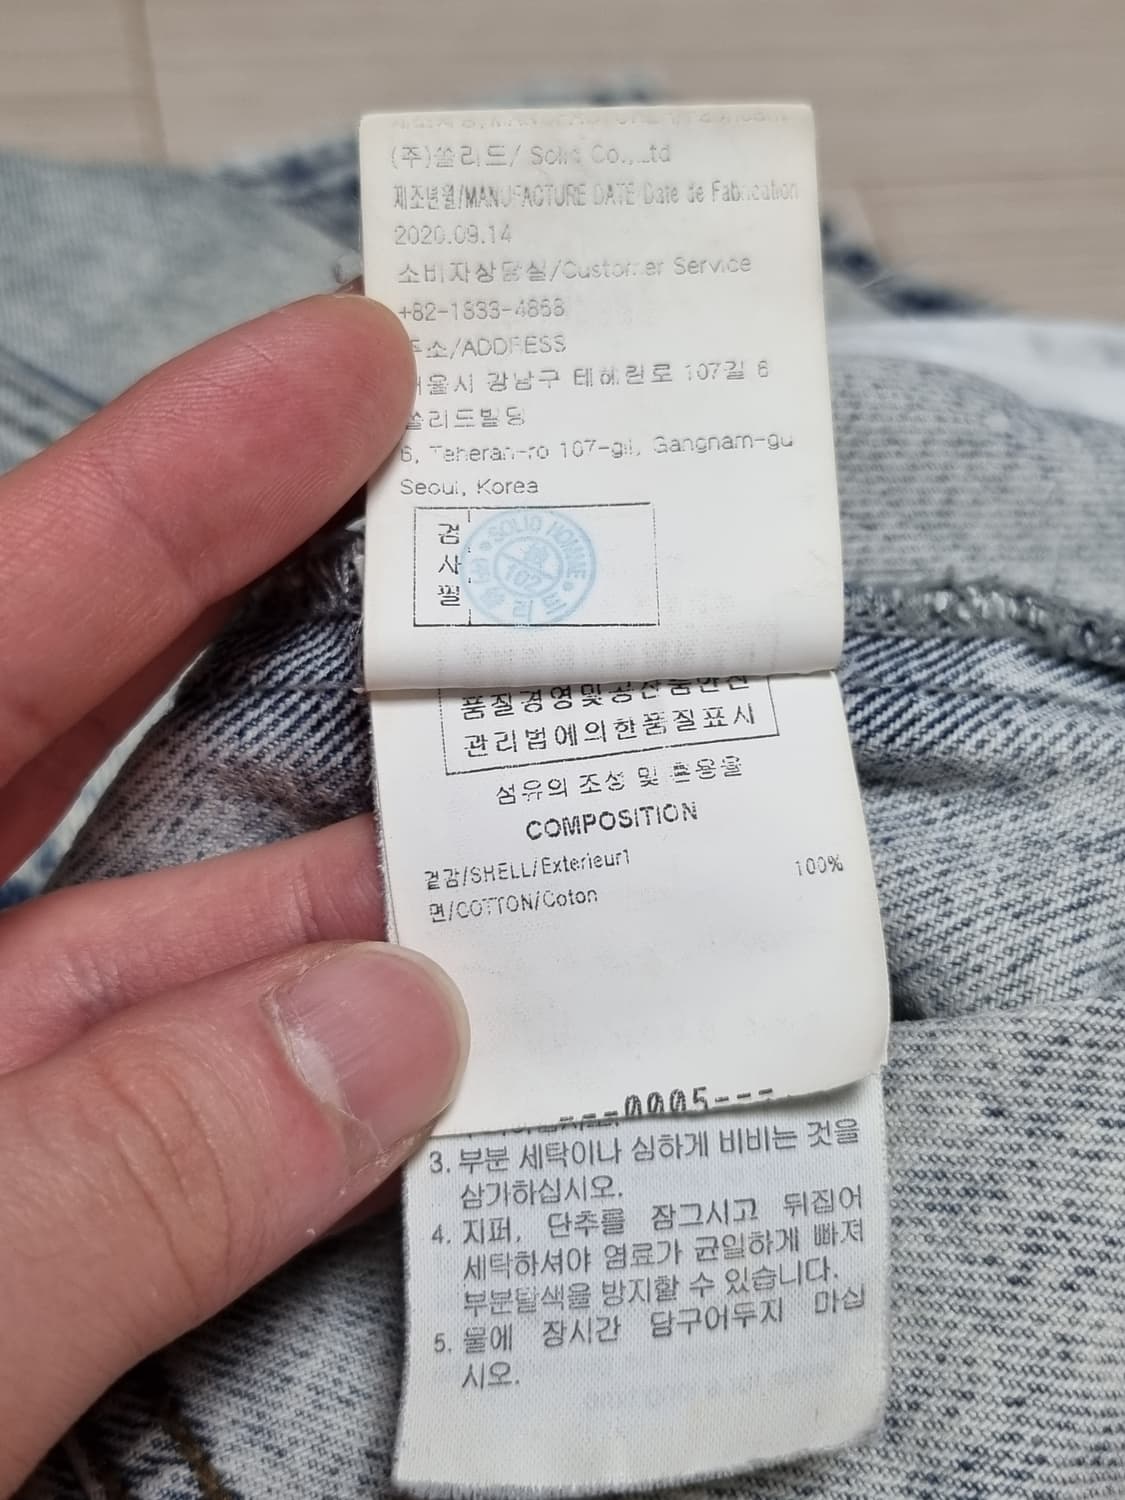 (주)쏠리드/ Solid Co.,Ltd
제조년월/MANUFACTURE DATE/Date de Fabrication
2020.09.14
소비자상담실/Customer Service
+82-1833-4868
주소/ADDRESS
서울시 강남구 테헤란로 107길 6
쏠리드빌딩
6, Teheran-ro 107-gil, Gangnam-gu
Seoul, Korea
검
사
필
SOLID HOMME
102
품질경영및공산품안전
관리법에의한품질표시
섬유의 조성 및 혼용율
COMPOSITION
겉감/SHELL/Exterieur1
100%
면/COTTON/Coton
0005---
3. 부분 세탁이나 심하게 비비는 것을
삼가하십시오.
4. 지퍼, 단추를 잠그시고 뒤집어
세탁하셔야 염료가 균일하게 빠져
부분탈색을 방지할 수 있습니다.
5. 물에 장시간 담구어두지 마십
시오.